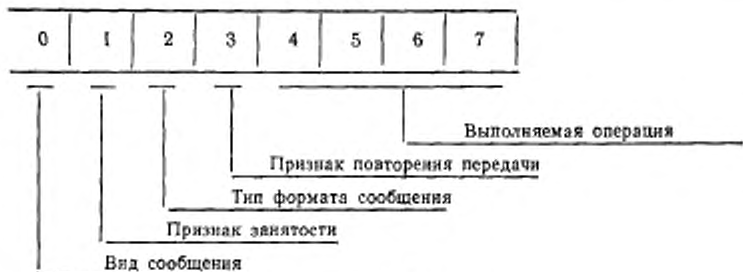 0 1 2 3 4 5 6 7
Выполняемая операция
Признак повторения передачи
Тип формата сообщения
Признак занятости
Вид сообщения